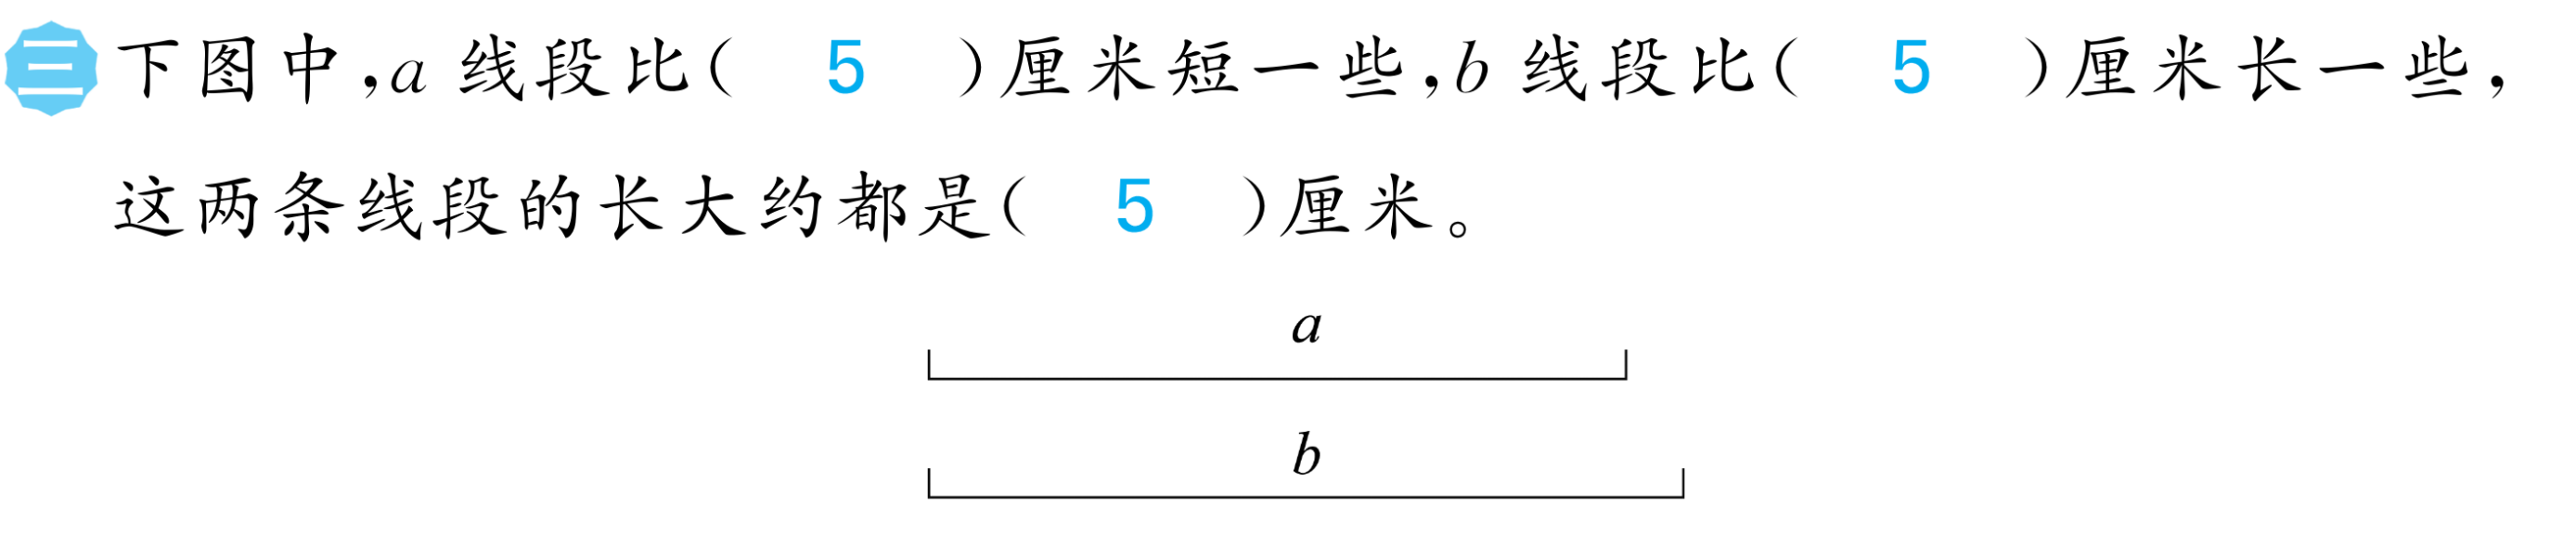 三 下图中,a 线段比( 5 )厘米短一些,b 线段比( 5 )厘米长一些,
这两条线段的长大约都是( 5 )厘米。
a
b